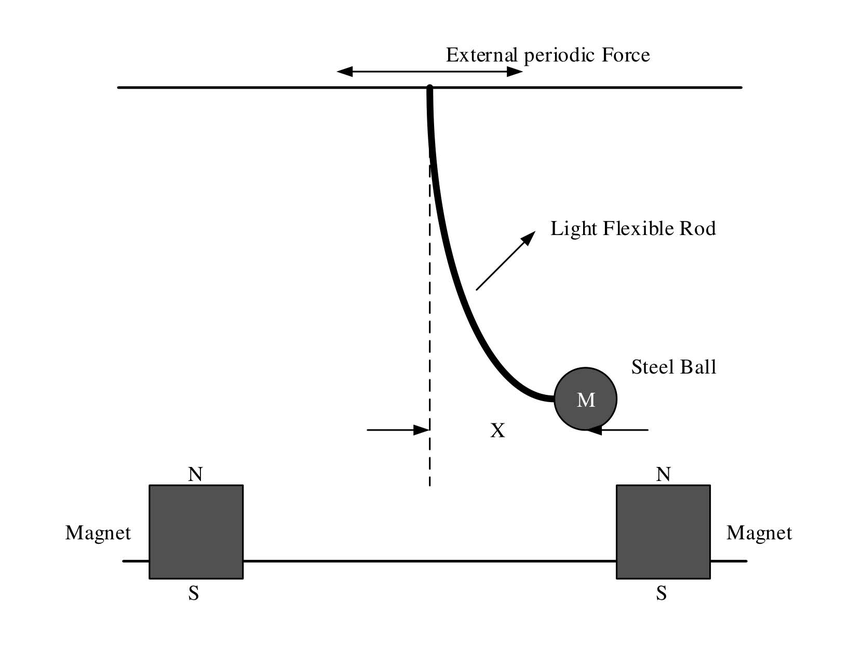 External periodic Force
Light Flexible Rod
Steel Ball
M
X
N
N
Magnet
Magnet
S
S